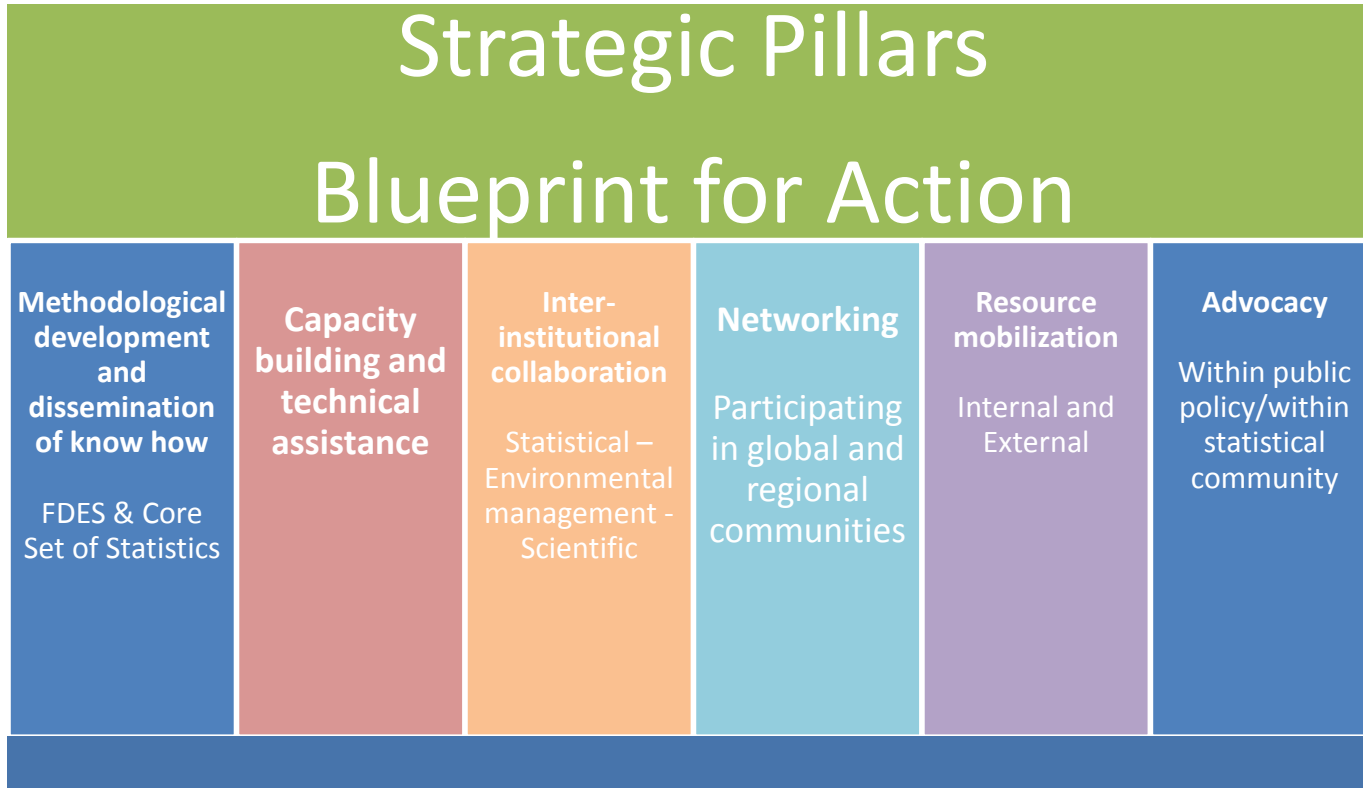 Strategic Pillars
Blueprint for Action
Methodological
development
and
dissemination
of know how
FDES & Core
Set of Statistics
Capacity
building and
technical
assistance
Inter-
institutional
collaboration
Statistical –
Environmental
management -
Scientific
Networking
Participating
in global and
regional
communities
Resource
mobilization
Internal and
External
Advocacy
Within public
policy/within
statistical
community